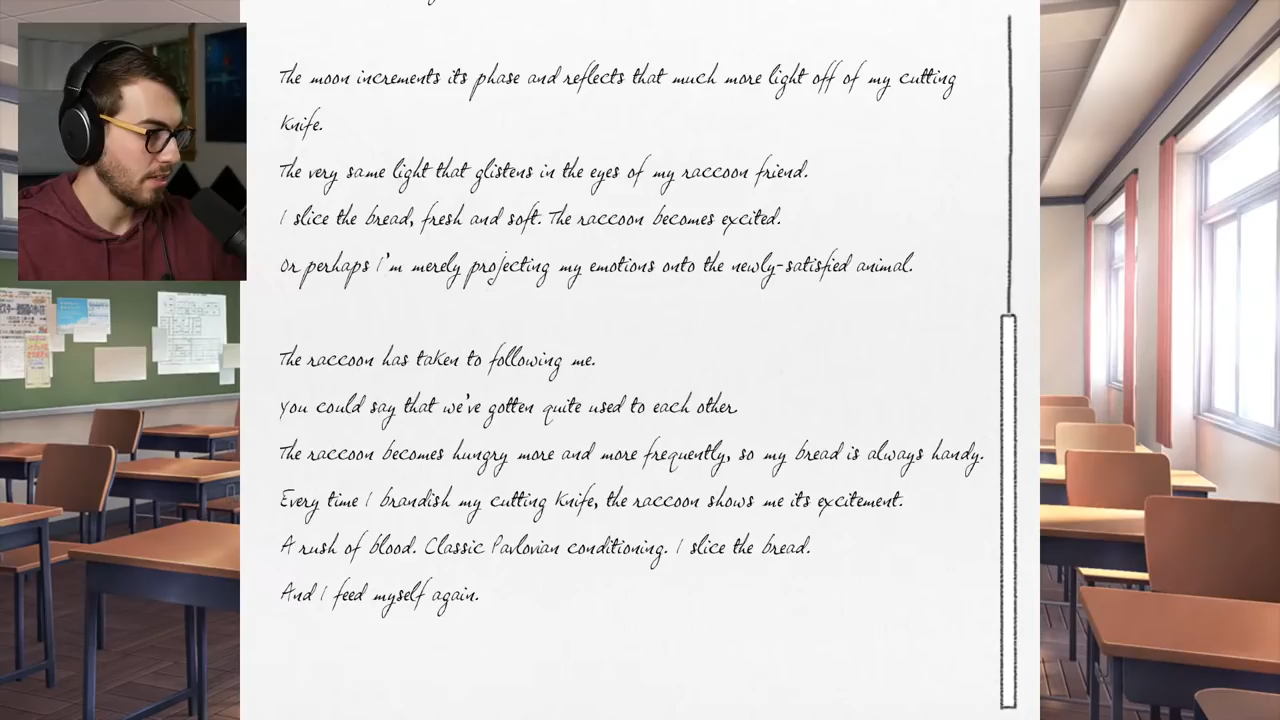 The moon increments its phase and reflects that much more light off of my cutting
knife.
The very same light that glistens in the eyes of my raccoon friend.
I slice the bread, fresh and soft. The raccoon becomes excited.
Or perhaps I'm merely projecting my emotions onto the newly-satisfied animal.
The raccoon has taken to following me.
You could say that we've gotten quite used to each other.
The raccoon becomes hungry more and more frequently, so my bread is always handy.
Every time I brandish my cutting knife, the raccoon shows me its excitement.
A rush of blood. Classic Pavlovian conditioning. I slice the bread.
And I feed myself again.